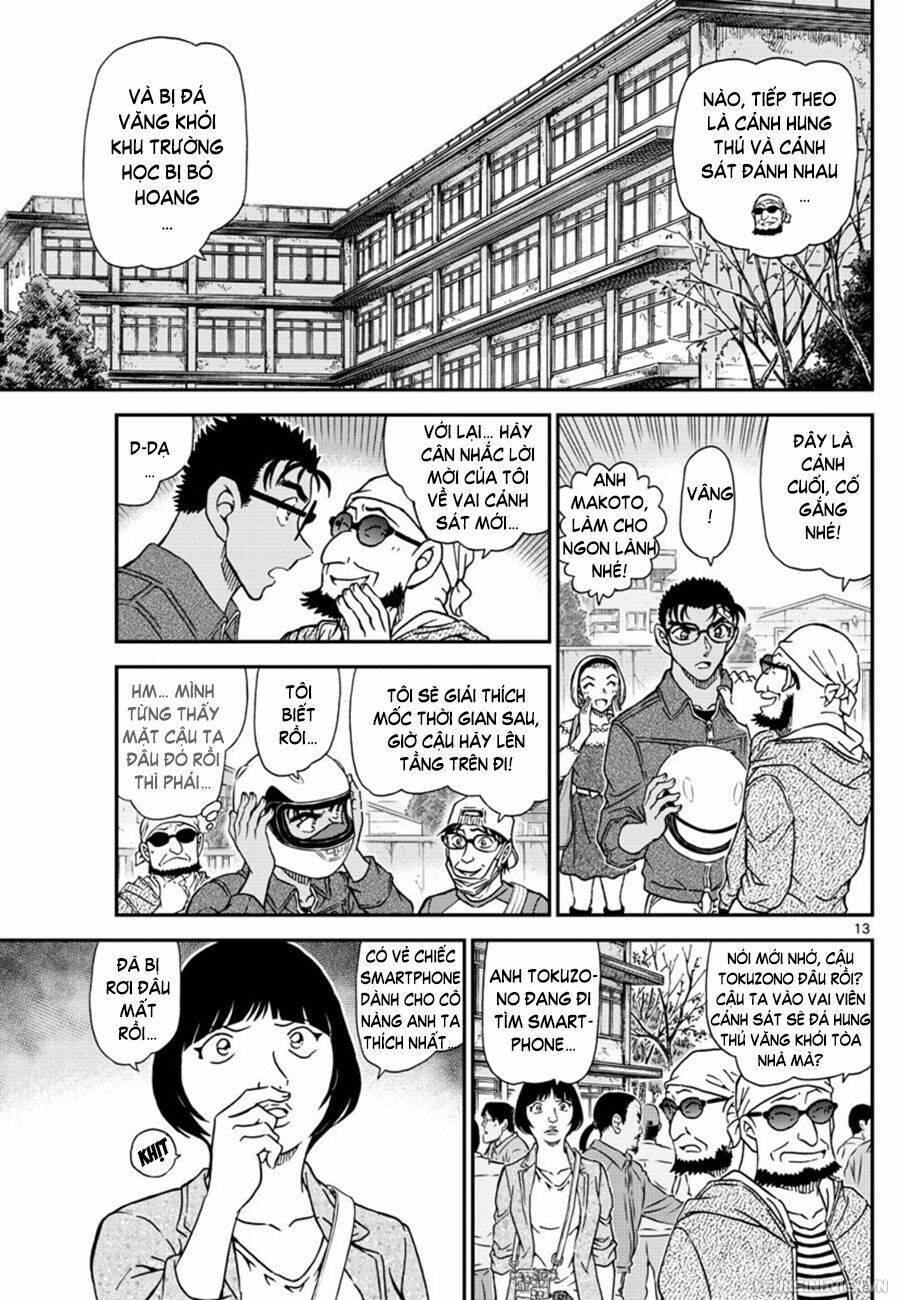 NÀO, TIẾP THEO
LÀ CẢNH HUNG
THỦ VÀ CẢNH
SÁT ĐÁNH NHAU
...
VÀ BỊ ĐÁ
VĂNG KHỎI
KHU TRƯỜNG
HỌC BỊ BỎ
HOANG
...
ĐÂY LÀ
CẢNH
CUỐI, CỐ
GẮNG
NHÉ!
VÂNG
!
ANH
MAKOTO,
LÀM CHO
NGON LÀNH
NHÉ!
VỚI LẠI... HÃY
CÂN NHẮC LỜI
MỜI CỦA TÔI
VỀ VAI CẢNH
SÁT MỚI...
D-DẠ
...
TÔI SẼ GIẢI THÍCH
MỐC THỜI GIAN SAU,
GIỜ CẬU HÃY LÊN
TẦNG TRÊN ĐI!
TÔI
BIẾT
RỒI...
HM... MÌNH
TỪNG THẤY
MẶT CẬU TA
ĐÂU ĐÓ RỒI
THÌ PHẢI...
13
NÓI MỚI NHỚ, CẬU
TOKUZONO ĐÂU RỒI?
CẬU TA VÀO VAI VIÊN
CẢNH SÁT SẼ ĐÁ HUNG
THỦ VĂNG KHỎI TÒA
NHÀ MÀ?
ANH TOKUZO-
NO ĐANG ĐI
TÌM SMART-
PHONE...
CÓ VẺ CHIẾC
SMARTPHONE
DÀNH CHO CÔ
NÀNG ANH TA
THÍCH NHẤT...
ĐÃ BỊ
RƠI ĐÂU
MẤT
RỒI...
KHỊT